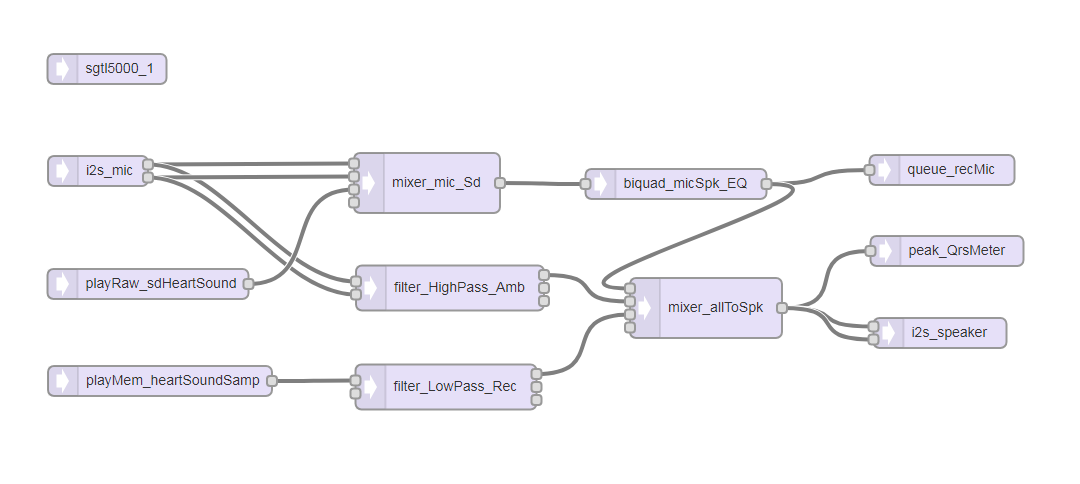 sgtl5000_1
i2s_mic
mixer_mic_Sd
biquad_micSpk_EQ
queue_recMic
peak_QrsMeter
playRaw_sdHeartSound
filter_HighPass_Amb
mixer_allToSpk
i2s_speaker
playMem_heartSoundSamp
filter_LowPass_Rec